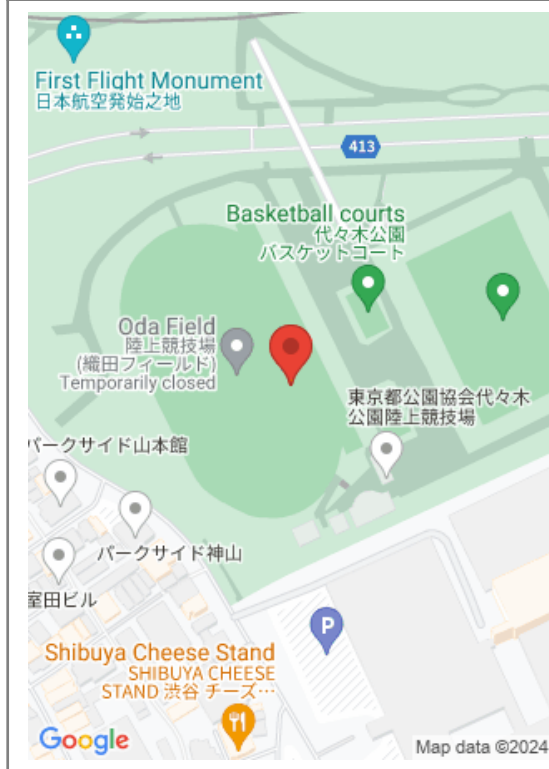 First Flight Monument
日本航空発始之地
413
Basketball courts
代々木公園
バスケットコート
Oda Field
陸上競技場
(織田フィールド)
Temporarily closed
東京都公園協会代々木
公園陸上競技場
パークサイド山本館
パークサイド神山
室田ビル
P
Shibuya Cheese Stand
SHIBUYA CHEESE
STAND 渋谷 チーズ…
Google
Map data ©2024